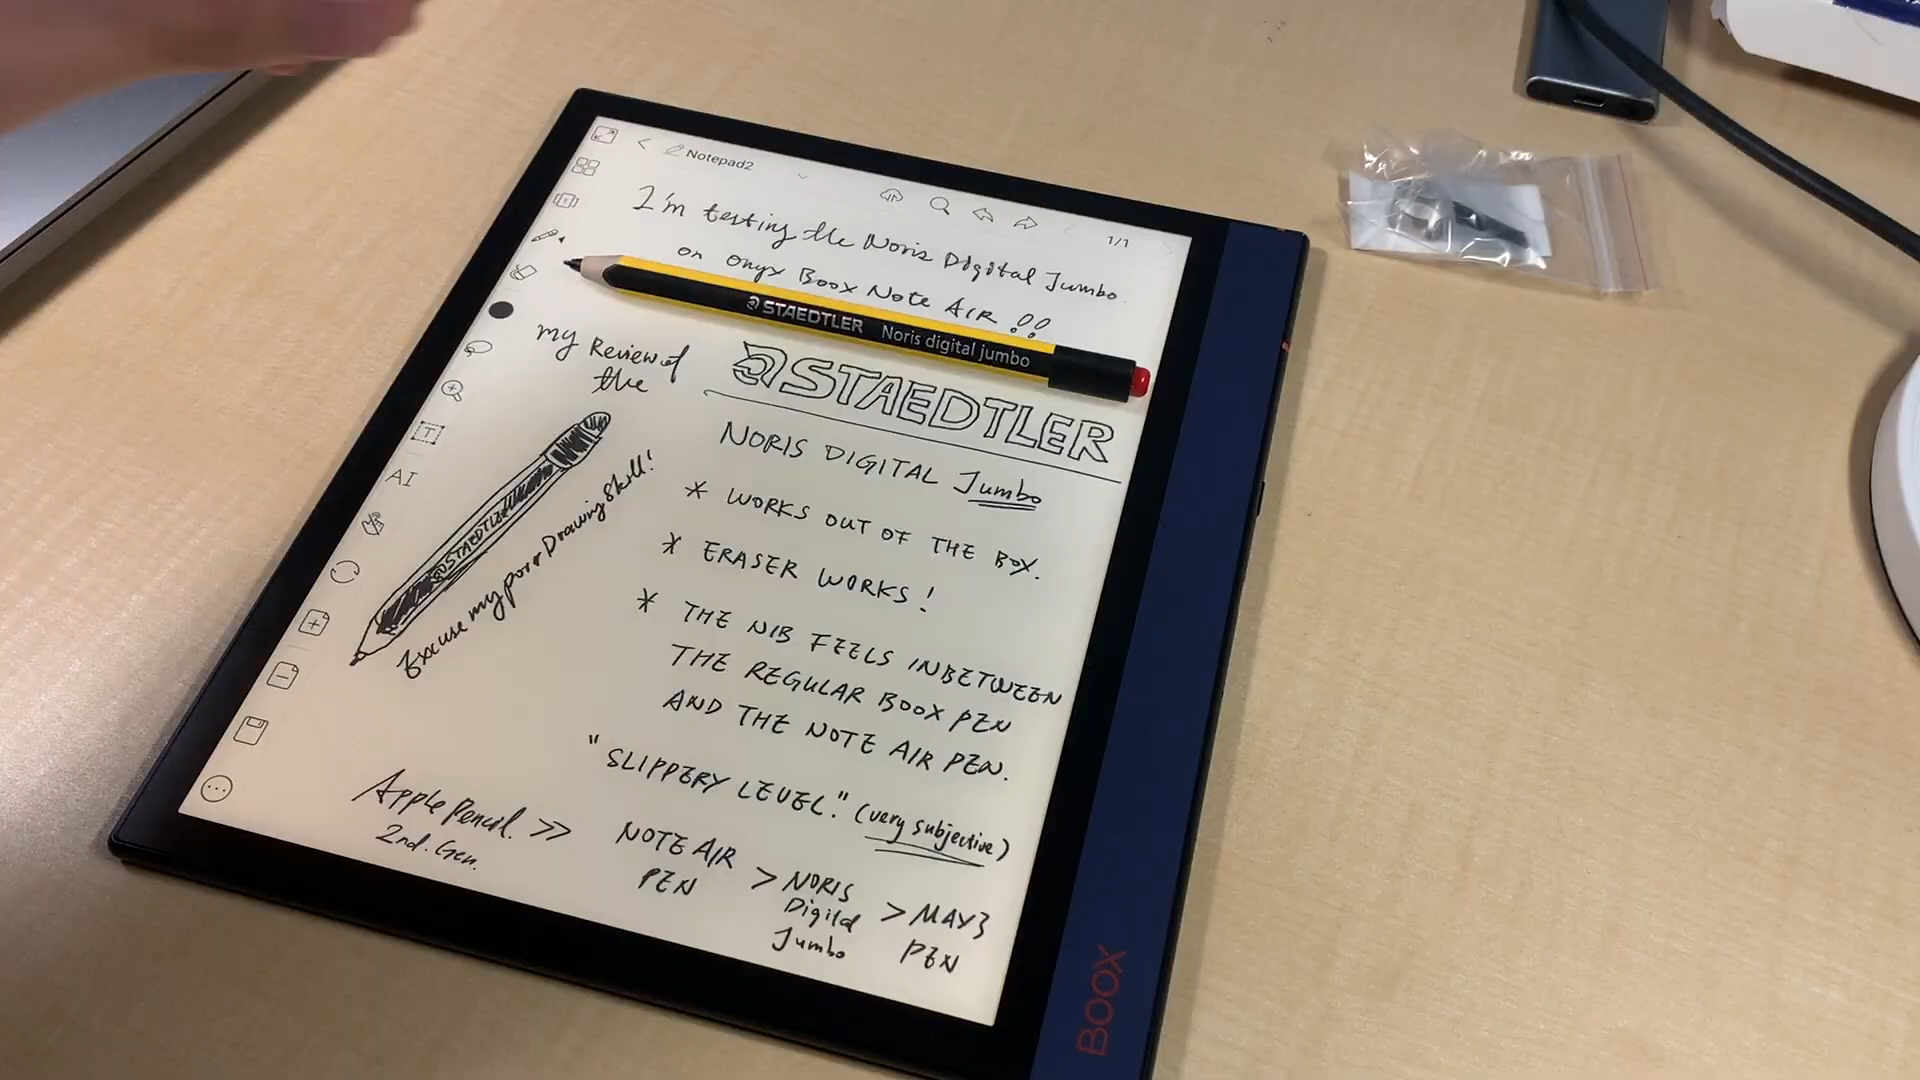 Notepad2
1/1
I'm testing the Noris Digital Jumbo
on Onyx Boox Note AIR !!
STAEDTLER Noris digital jumbo
my Review of
the
STAEDTLER
NORIS DIGITAL Jumbo
* WORKS OUT OF THE BOX.
* ERASER WORKS!
* THE NIB FEELS INBETWEEN
THE REGULAR BOOX PEN
AND THE NOTE AIR PEN.
STAEDTLER
Excuse my poor Drawing Skill!
"SLIPPERY LEVEL." (very subjective)
Apple Pencil. >> NOTE AIR > NORIS > MAX3
2nd. Gen. PEN Digital PEN
Jumbo
T
AI
BOOX